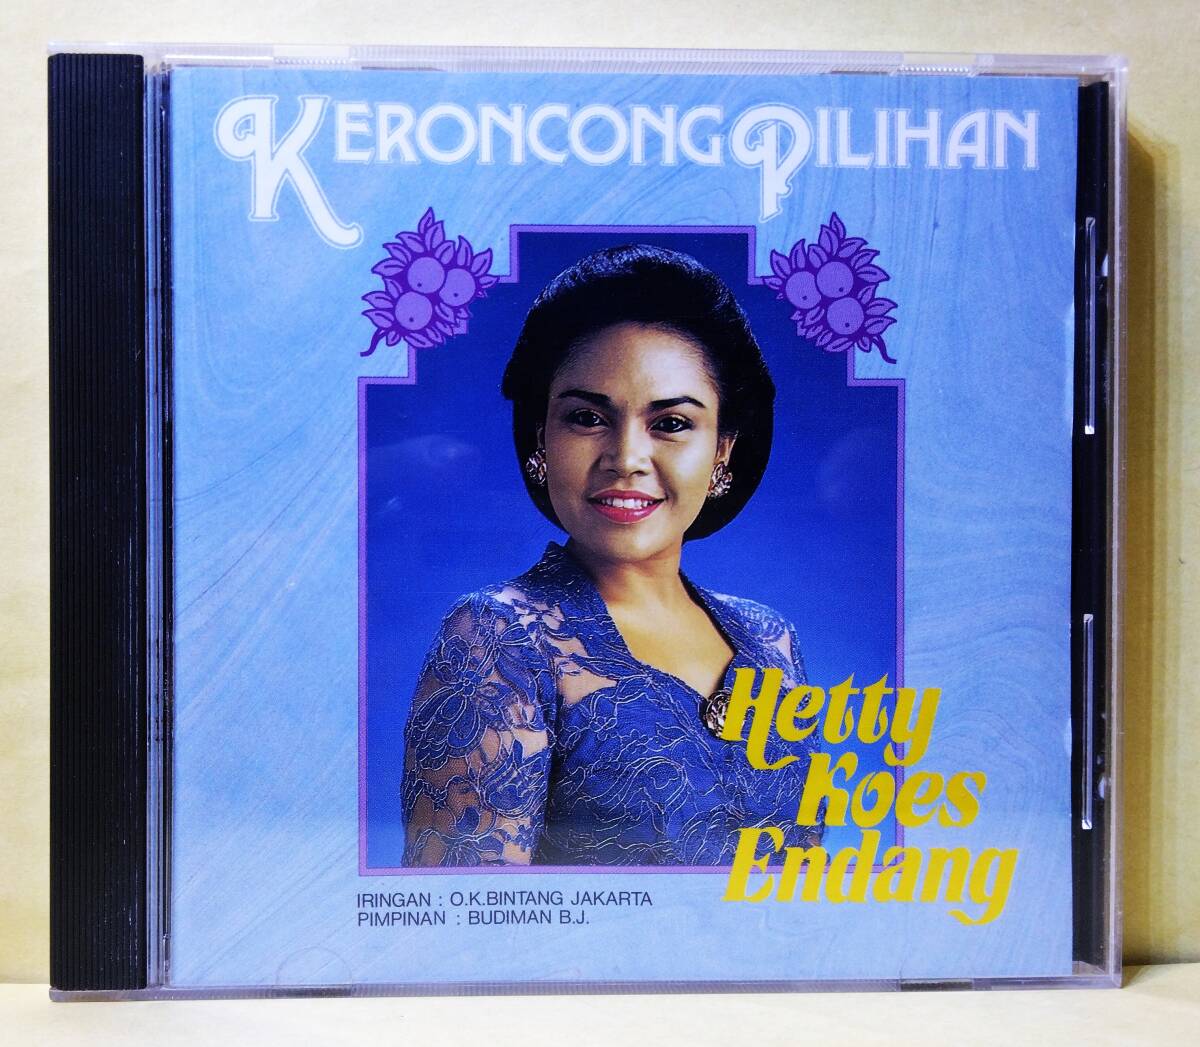 KERONCONG PILIHAN
Hetty
Koes
Endang
IRINGAN : O.K.BINTANG JAKARTA
PIMPINAN : BUDIMAN B.J.